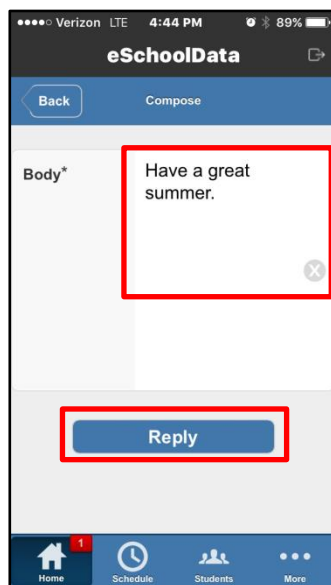 Verizon LTE 4:44 PM 89%
eSchoolData
Back Compose
Body* Have a great
summer.
Reply
1
Home Schedule Students More